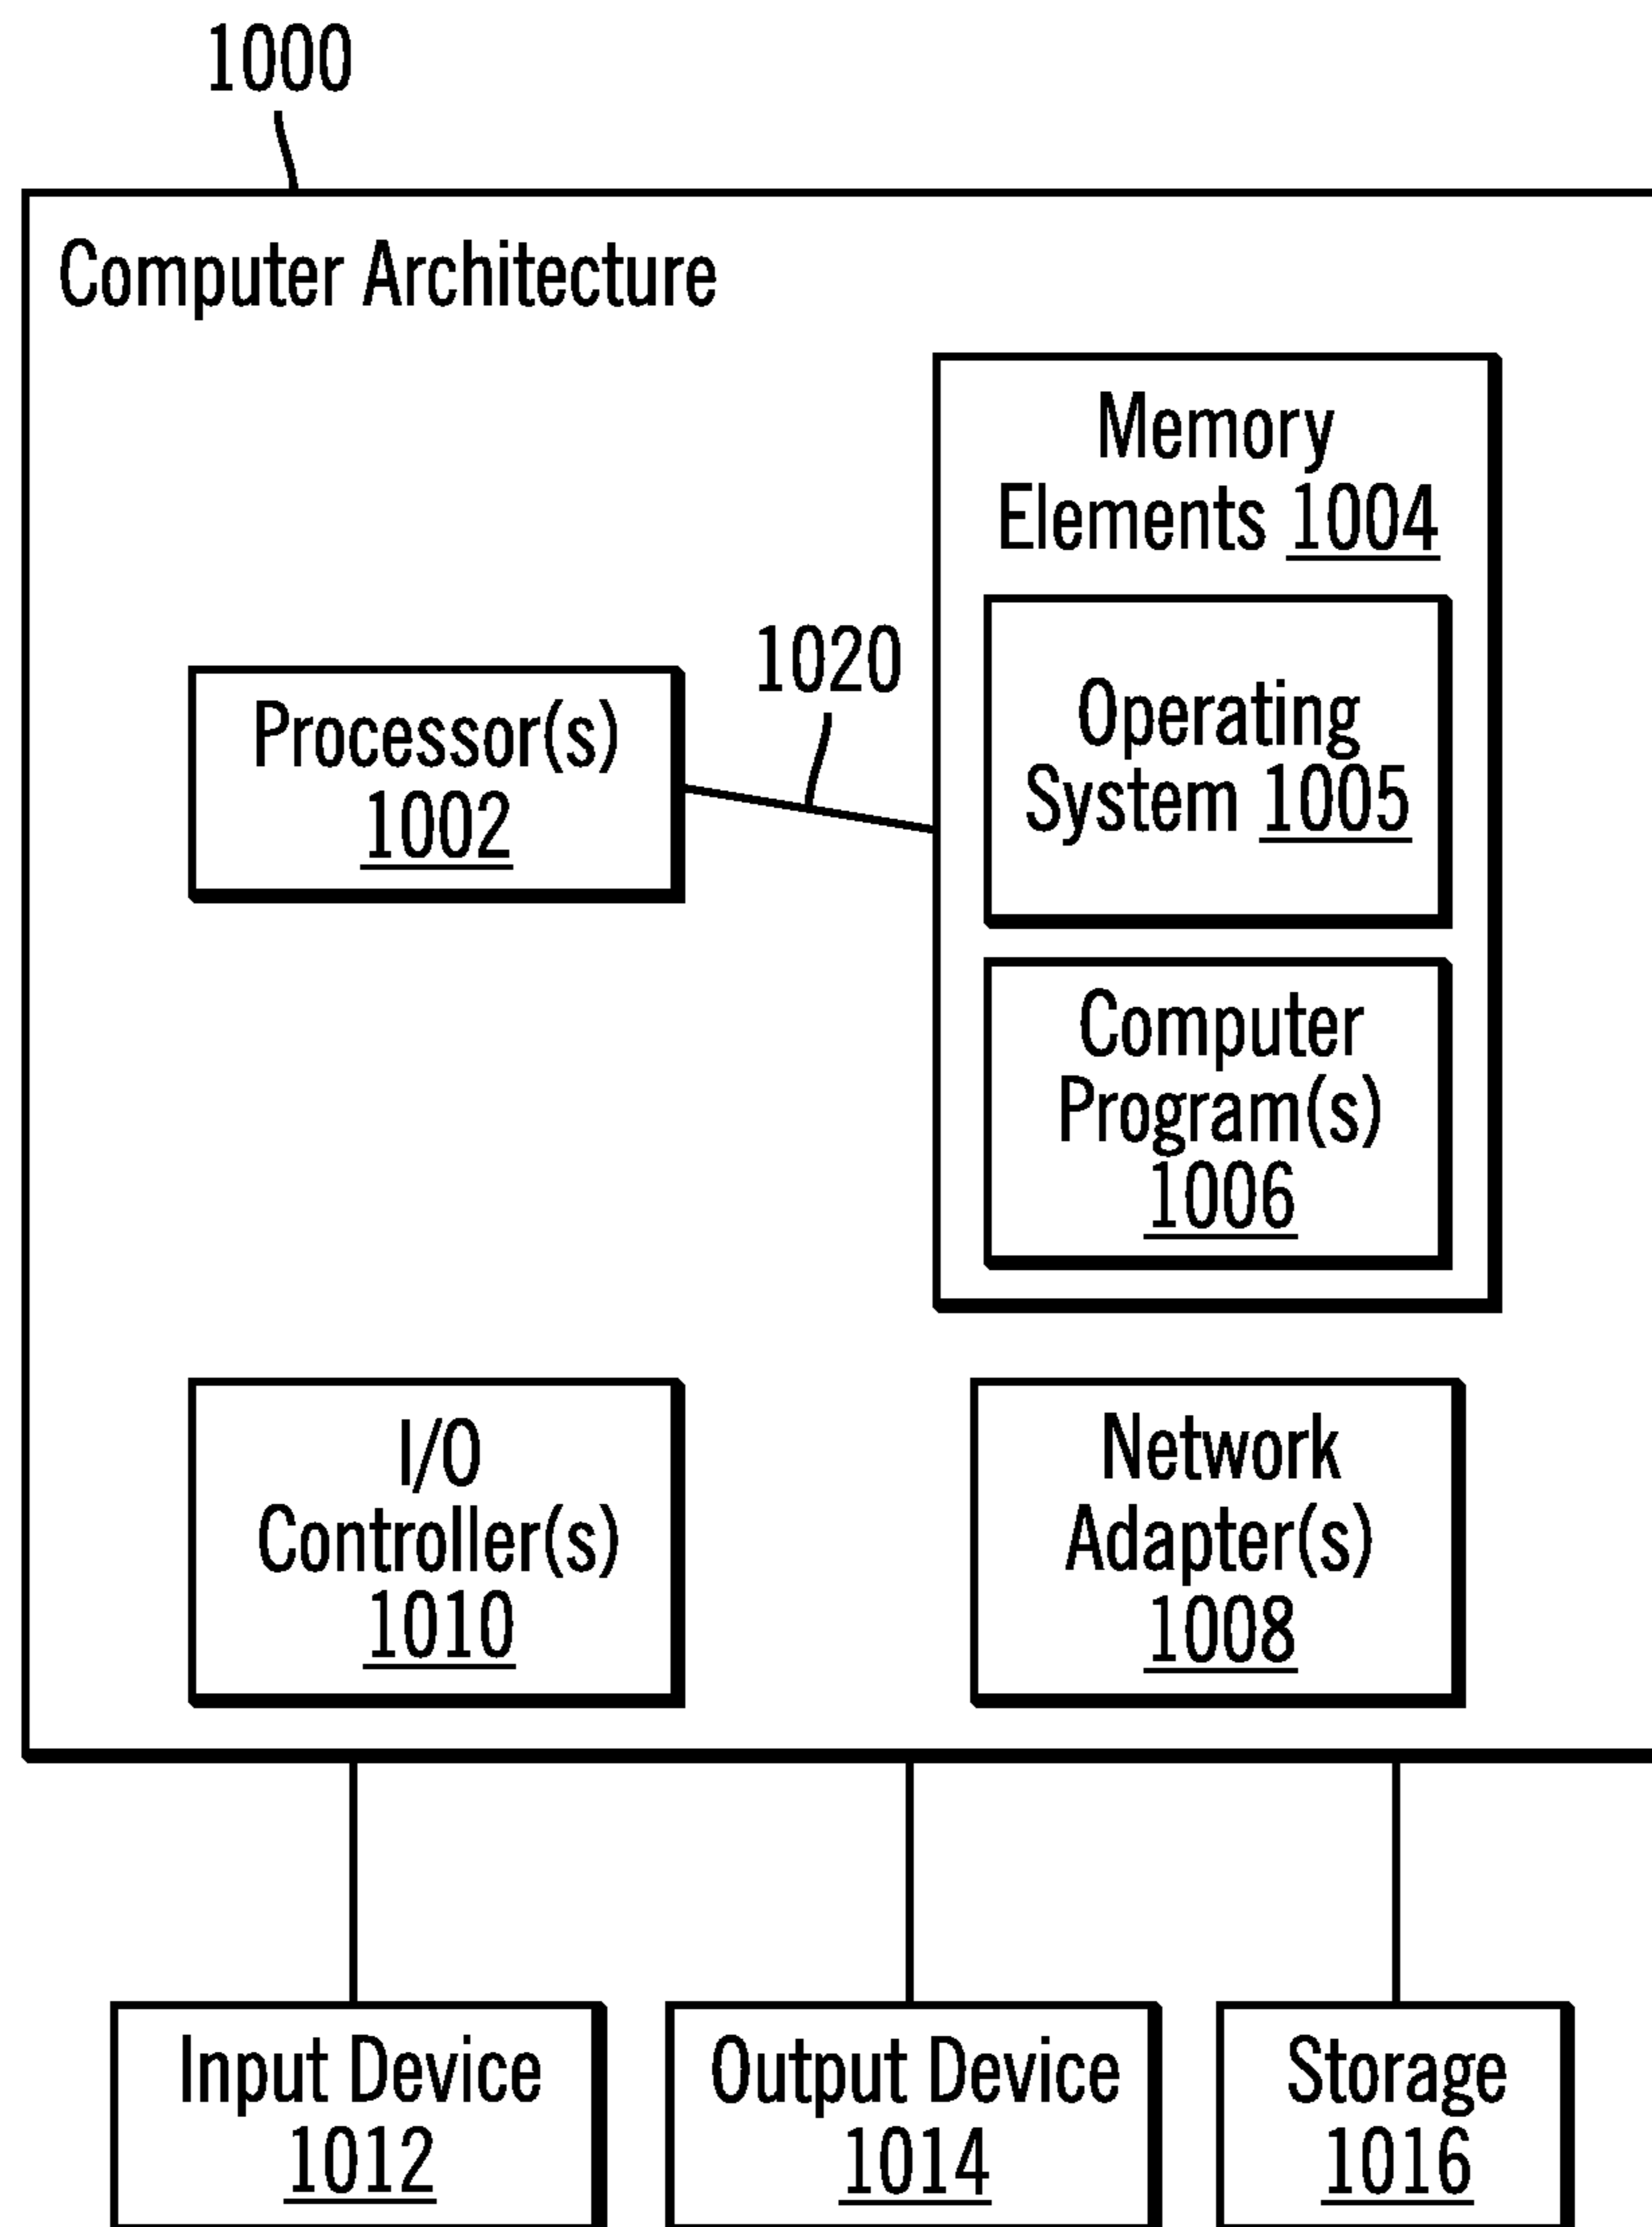 1000
Computer Architecture
Memory
Elements 1004
1020
Operating
System 1005
Processor(s)
1002
Computer
Program(s)
1006
I/O
Controller(s)
1010
Network
Adapter(s)
1008
Input Device
1012
Output Device
1014
Storage
1016